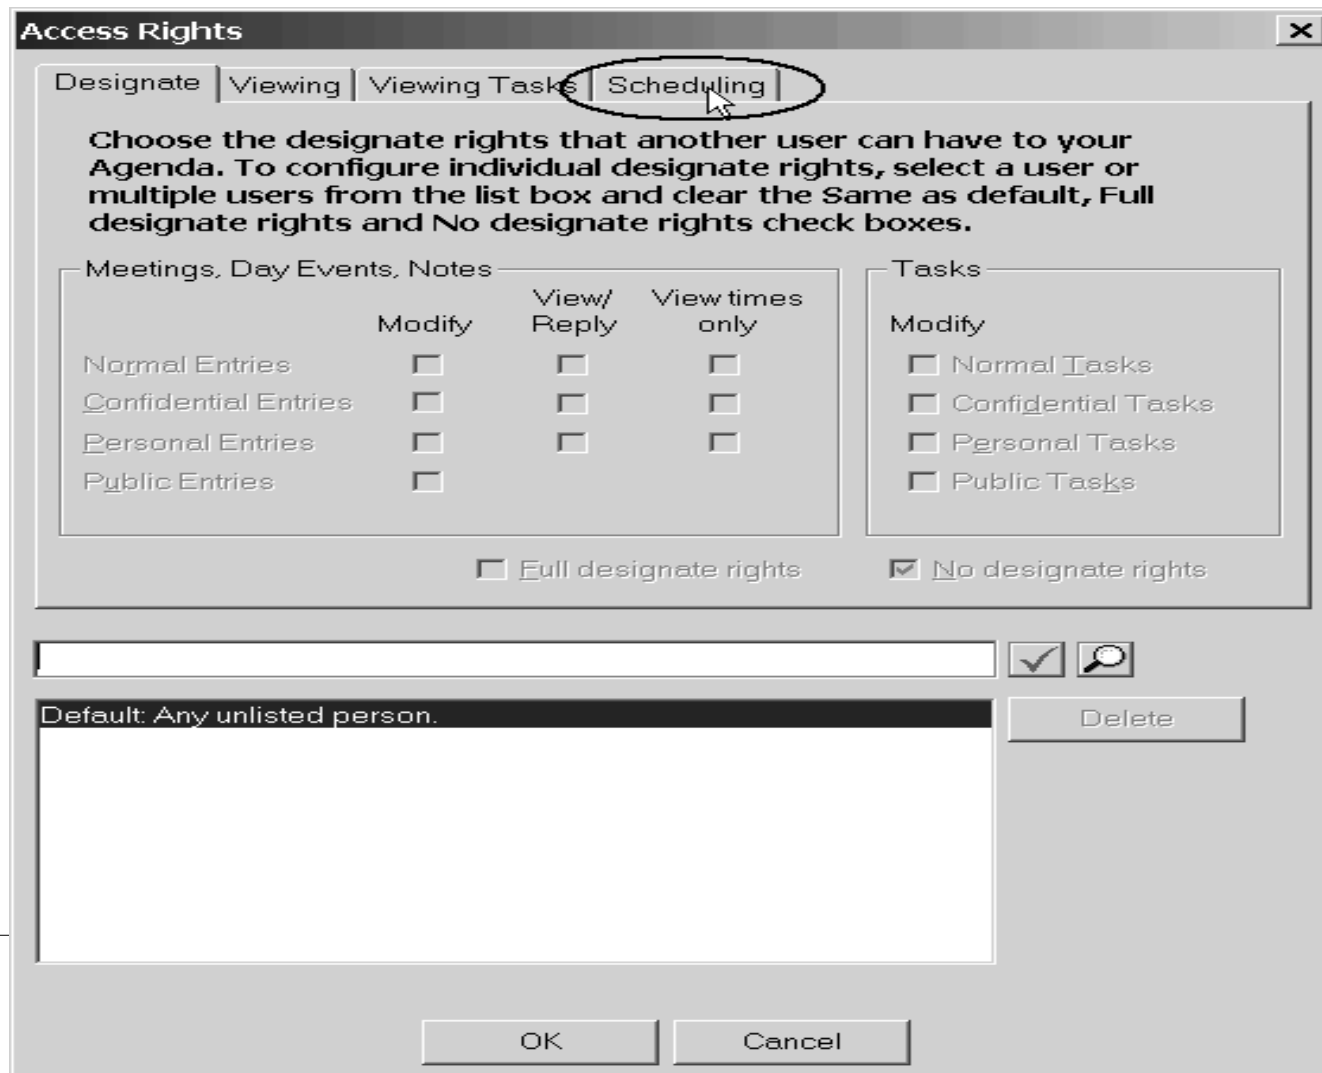 Access Rights
Designate Viewing Viewing Tasks Scheduling
Choose the designate rights that another user can have to your
Agenda. To configure individual designate rights, select a user or
multiple users from the list box and clear the Same as default, Full
designate rights and No designate rights check boxes.
Meetings, Day Events, Notes
View/ View times
Modify Reply only
Normal Entries
Confidential Entries
Personal Entries
Public Entries
Tasks
Modify
Normal Tasks
Confidential Tasks
Personal Tasks
Public Tasks
Full designate rights No designate rights
Default: Any unlisted person.
Delete
OK Cancel